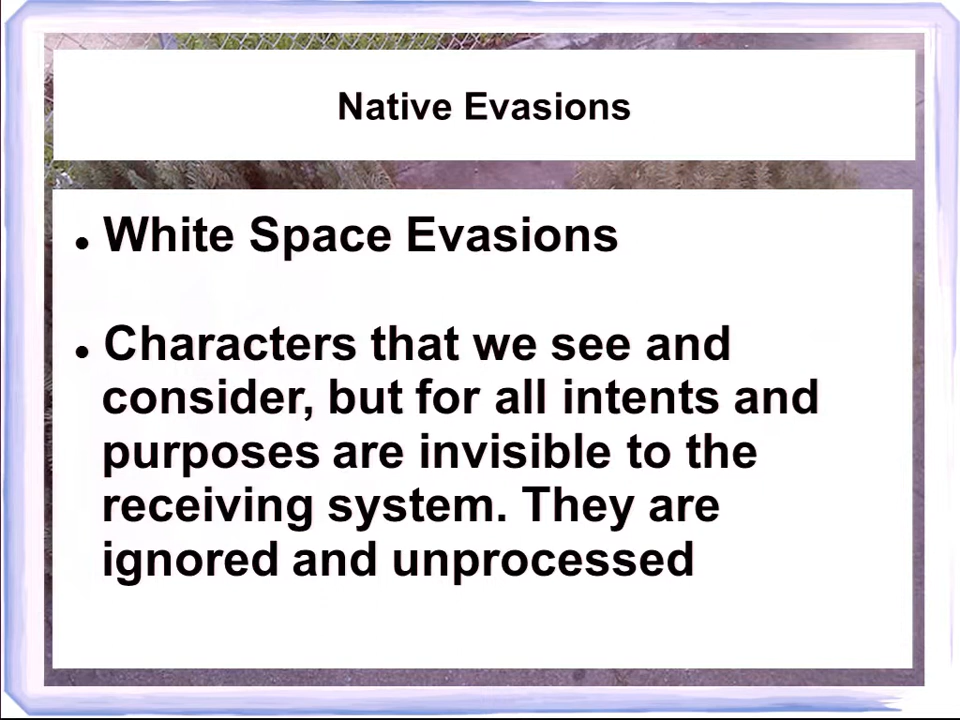 Native Evasions
● White Space Evasions
● Characters that we see and
consider, but for all intents and
purposes are invisible to the
receiving system. They are
ignored and unprocessed